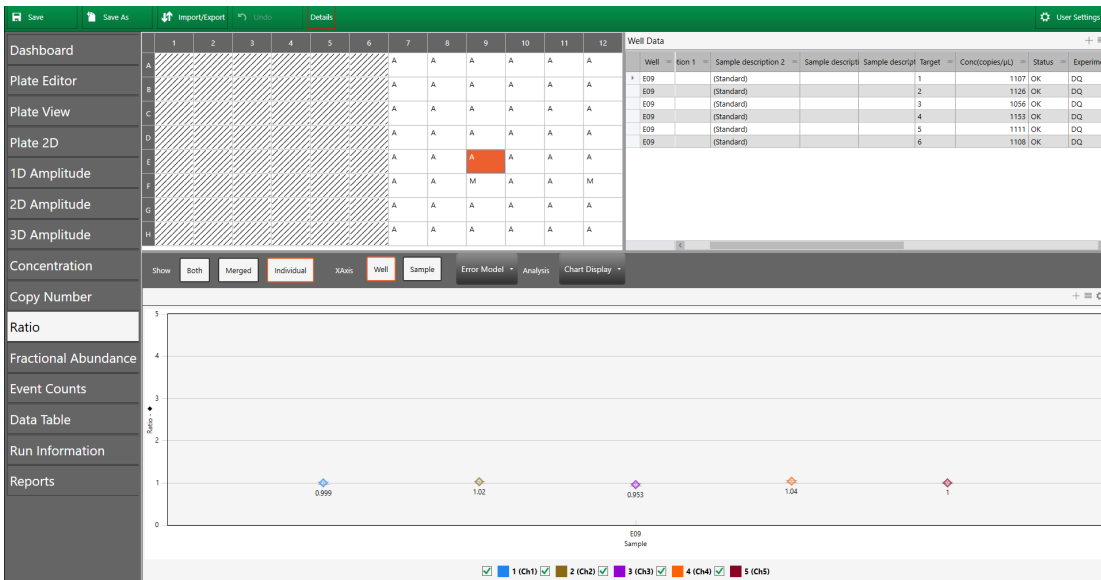 Save Save As Import/Export Undo Details User Settings
Dashboard
Plate Editor
Plate View
Plate 2D
1D Amplitude
2D Amplitude
3D Amplitude
Concentration
Copy Number
Ratio
Fractional Abundance
Event Counts
Data Table
Run Information
Reports
1 2 3 4 5 6 7 8 9 10 11 12
A A A A A A A
B A A A A A A
C A A A A A A
D A A A A A A
E A A A A A A
F A A M A A M
G A A A A A A
H A A A A A A
Well Data
Well tion 1 Sample description 2 Sample descripti Sample descript Target Conc(copies/μL) Status Experime
E09 (Standard) 1 1107 OK DQ
E09 (Standard) 2 1126 OK DQ
E09 (Standard) 3 1056 OK DQ
E09 (Standard) 4 1153 OK DQ
E09 (Standard) 5 1111 OK DQ
E09 (Standard) 6 1108 OK DQ
Show Both Merged Individual XAxis Well Sample Error Model Analysis Chart Display
Ratio -
5
4
3
2
1
0
0.999 1.02 0.953 1.04 1
E09
Sample
1 (Ch1) 2 (Ch2) 3 (Ch3) 4 (Ch4) 5 (Ch5)